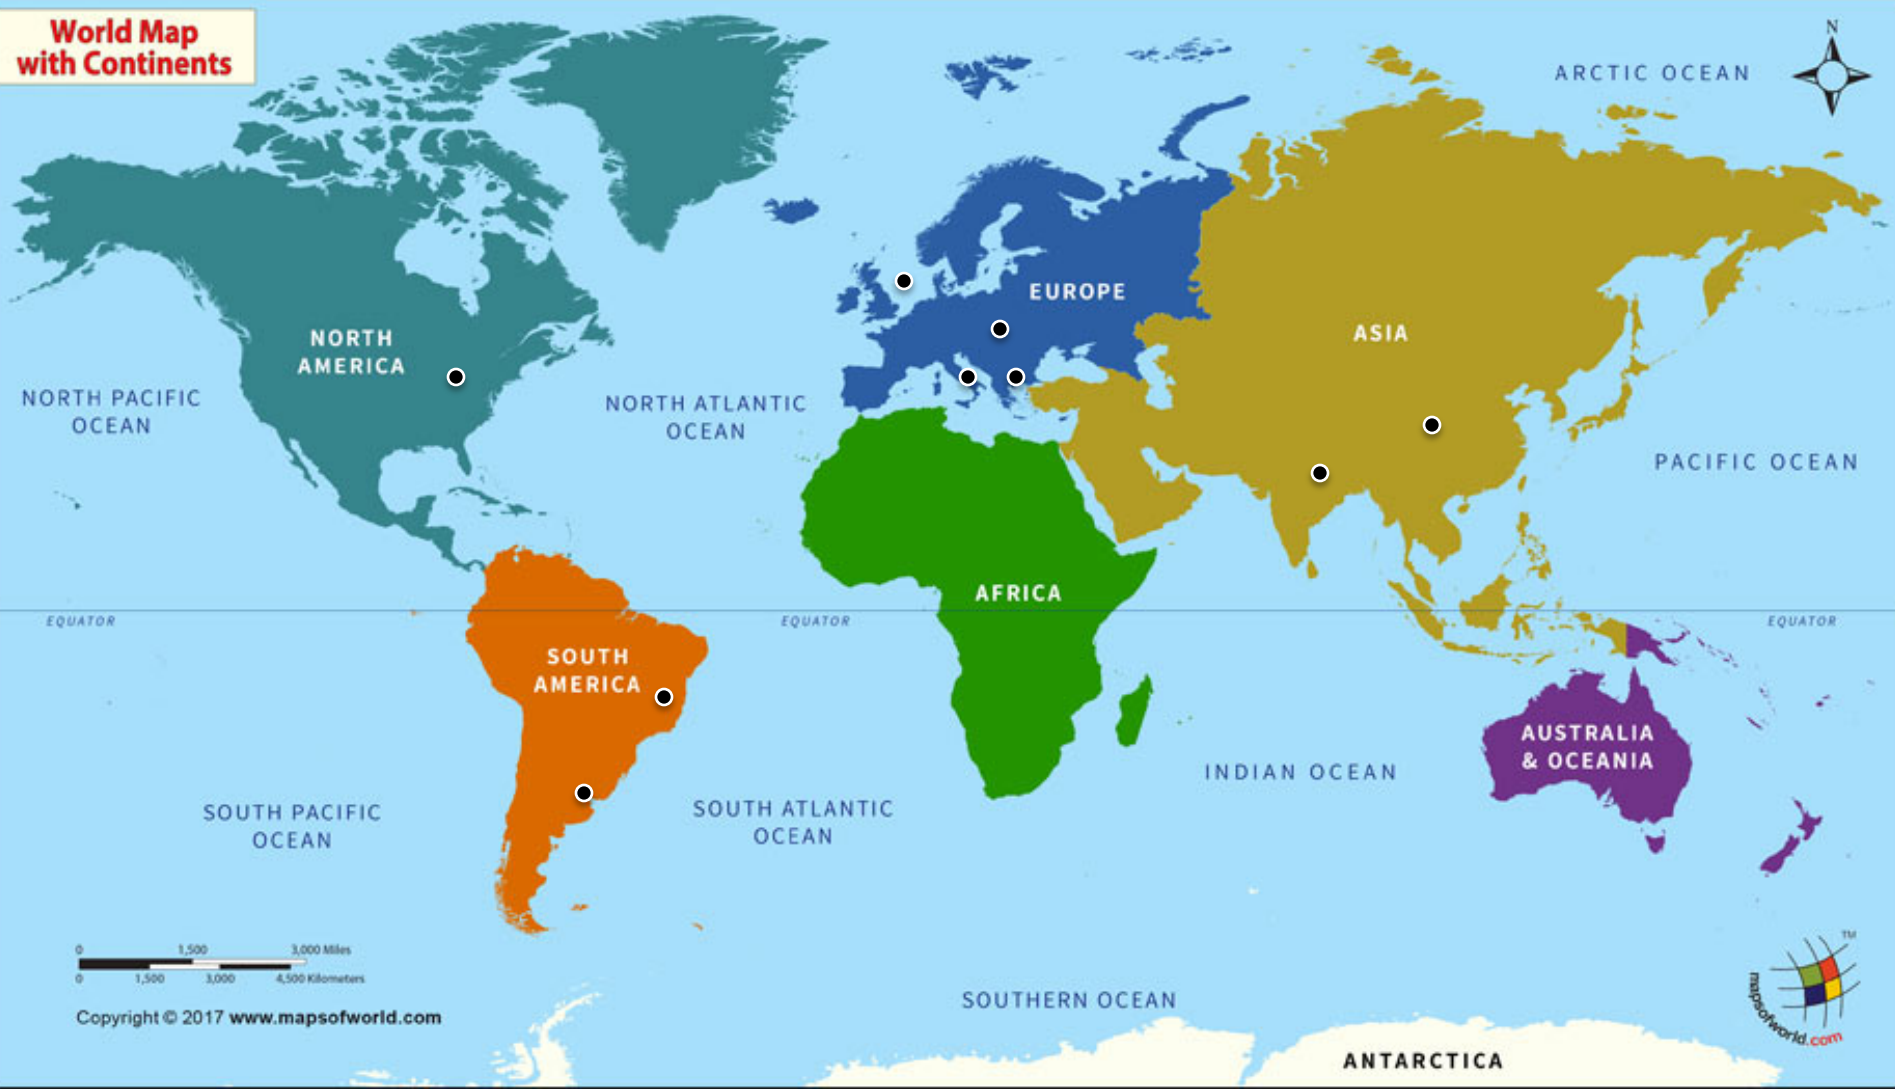 World Map
with Continents
N
ARCTIC OCEAN
EUROPE
NORTH
AMERICA
ASIA
NORTH PACIFIC
OCEAN
NORTH ATLANTIC
OCEAN
PACIFIC OCEAN
AFRICA
EQUATOR
EQUATOR
EQUATOR
SOUTH
AMERICA
AUSTRALIA
& OCEANIA
INDIAN OCEAN
SOUTH PACIFIC
OCEAN
SOUTH ATLANTIC
OCEAN
0 1,500 3,000 Miles
0 1,500 3,000 4,500 Kilometers
Copyright © 2017 www.mapsofworld.com
SOUTHERN OCEAN
ANTARCTICA
TM
mapsofworld.com